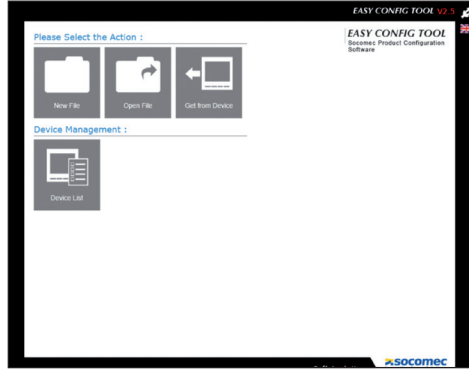 EASY CONFIG TOOL V2.5
EASY CONFIG TOOL
Socomec Product Configuration
Software
Please Select the Action :
New File
Open File
Get from Device
Device Management :
Device List
socomec